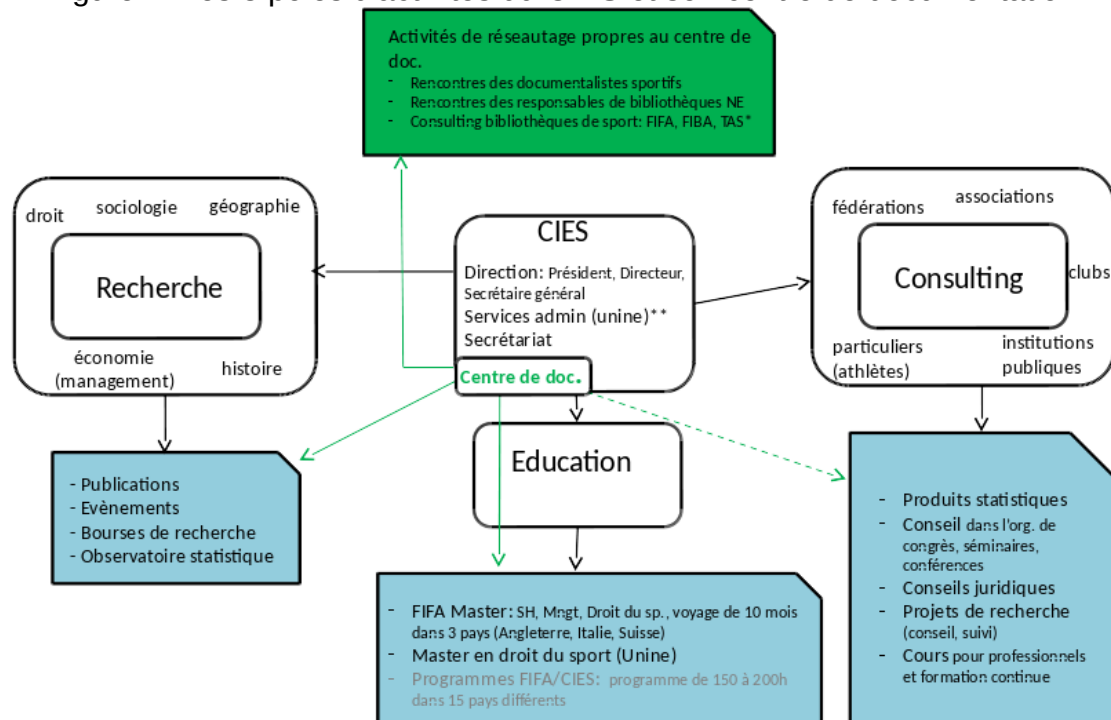 Activités de réseautage propres au centre de
doc.
- Rencontres des documentalistes sportifs
- Rencontres des responsables de bibliothèques NE
- Consulting bibliothèques de sport: FIFA, FIBA, TAS*
droit
sociologie
géographie
Recherche
économie
(management)
histoire
CIES
Direction: Président, Directeur,
Secrétaire général
Services admin (unine)**
Secrétariat
Centre de doc.
fédérations
associations
Consulting
clubs
particuliers
(athlètes)
institutions
publiques
Education
- Publications
- Evènements
- Bourses de recherche
- Observatoire statistique
- FIFA Master: SH, Mngt, Droit du sp., voyage de 10 mois
dans 3 pays (Angleterre, Italie, Suisse)
- Master en droit du sport (Unine)
- Programmes FIFA/CIES: programme de 150 à 200h
dans 15 pays différents
- Produits statistiques
- Conseil dans l'org. de
congrès, séminaires,
conférences
- Conseils juridiques
- Projets de recherche
(conseil, suivi)
- Cours pour professionnels
et formation continue